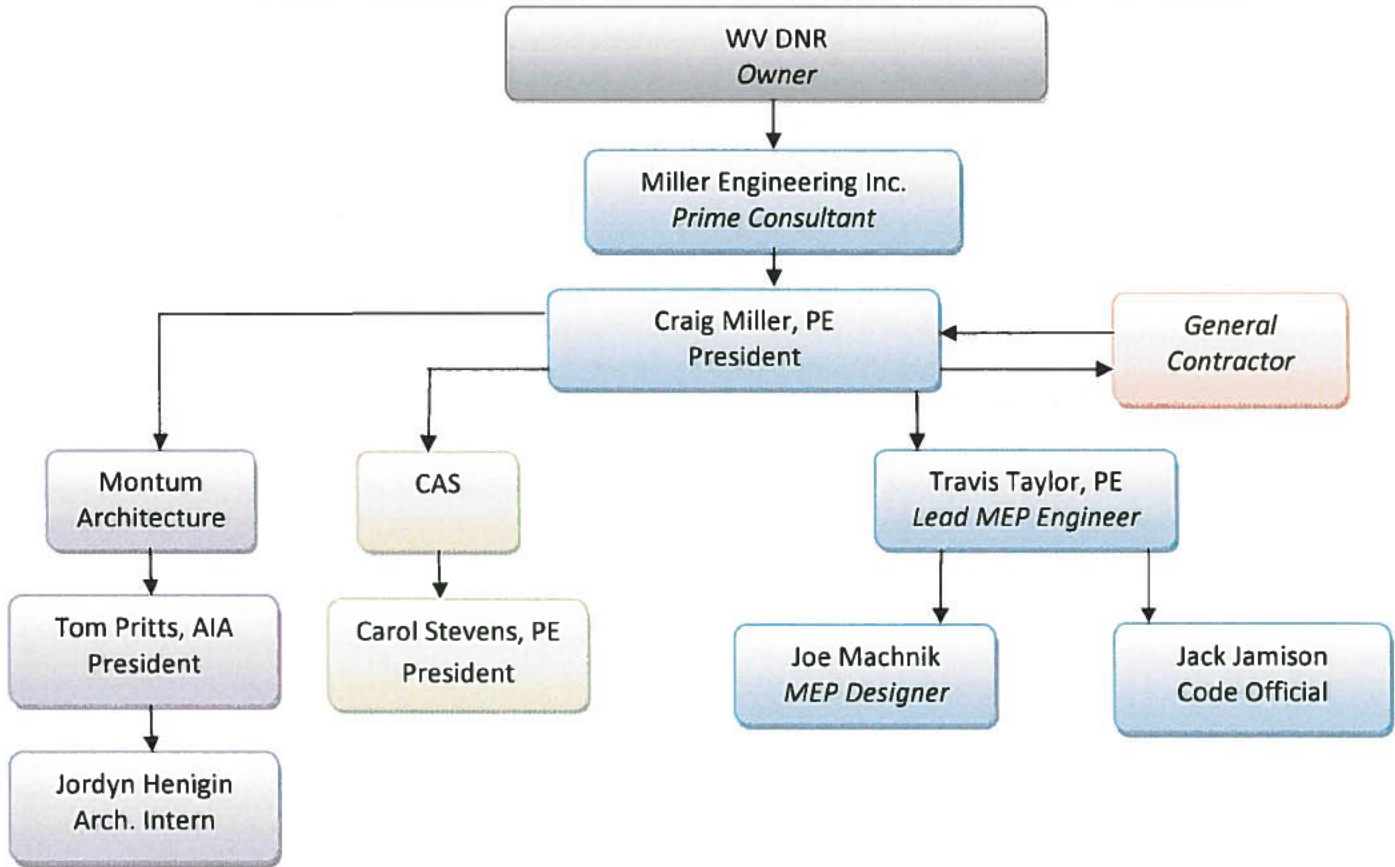 WV DNR
Owner
Miller Engineering Inc.
Prime Consultant
Craig Miller, PE
President
General
Contractor
Montum
Architecture
CAS
Travis Taylor, PE
Lead MEP Engineer
Tom Pritts, AIA
President
Carol Stevens, PE
President
Joe Machnik
MEP Designer
Jack Jamison
Code Official
Jordyn Henigin
Arch. Intern